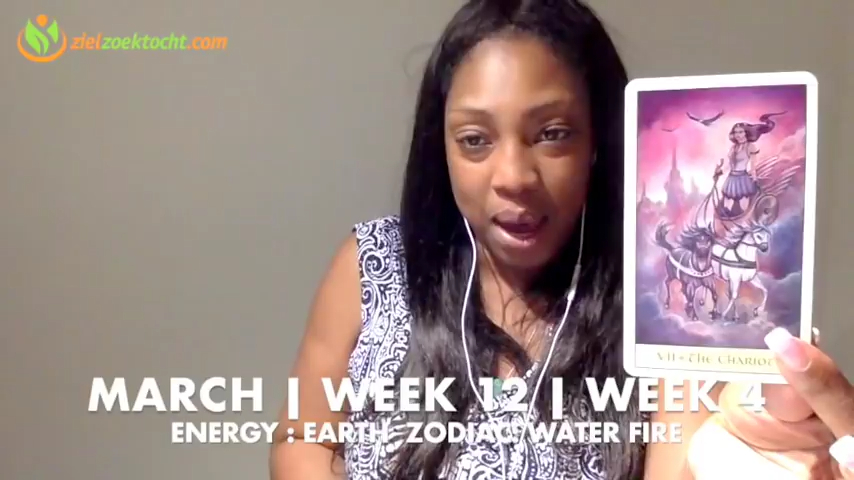 zielzoektocht.com
VII • The Chariot
MARCH | WEEK 12 | WEEK 4
ENERGY : EARTH ZODIAC WATER FIRE